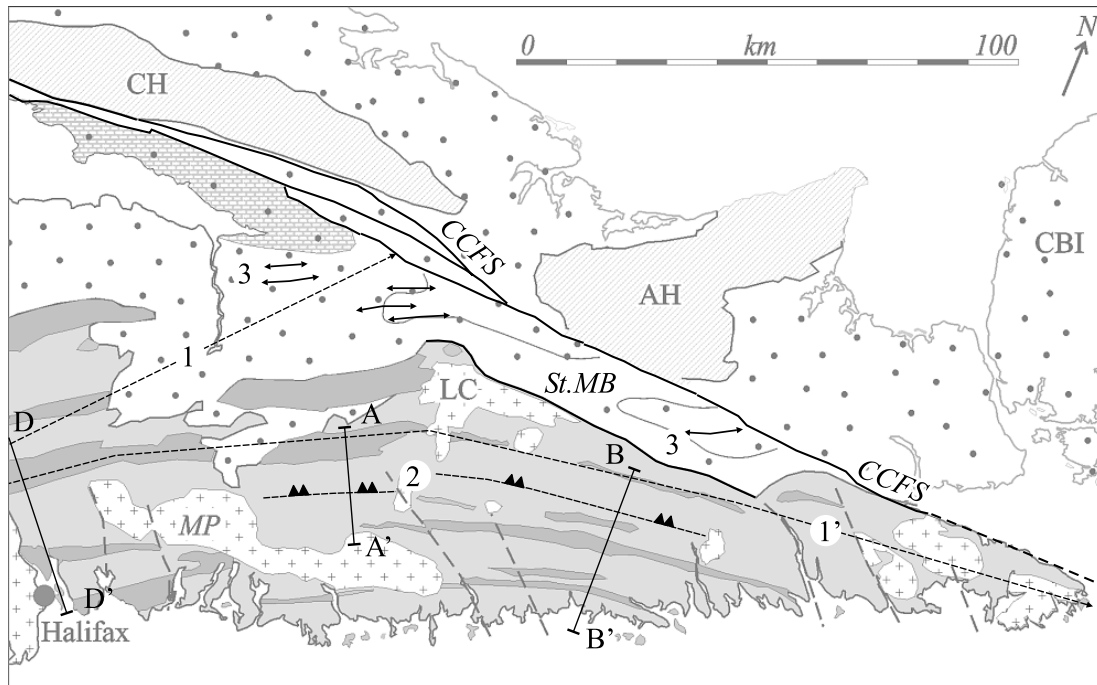 0 km 100
N
CH
CCFS
CBI
3
AH
1
St.MB
D
A
LC
3
B
2
CCFS
MP
1'
A'
D'
Halifax
B'